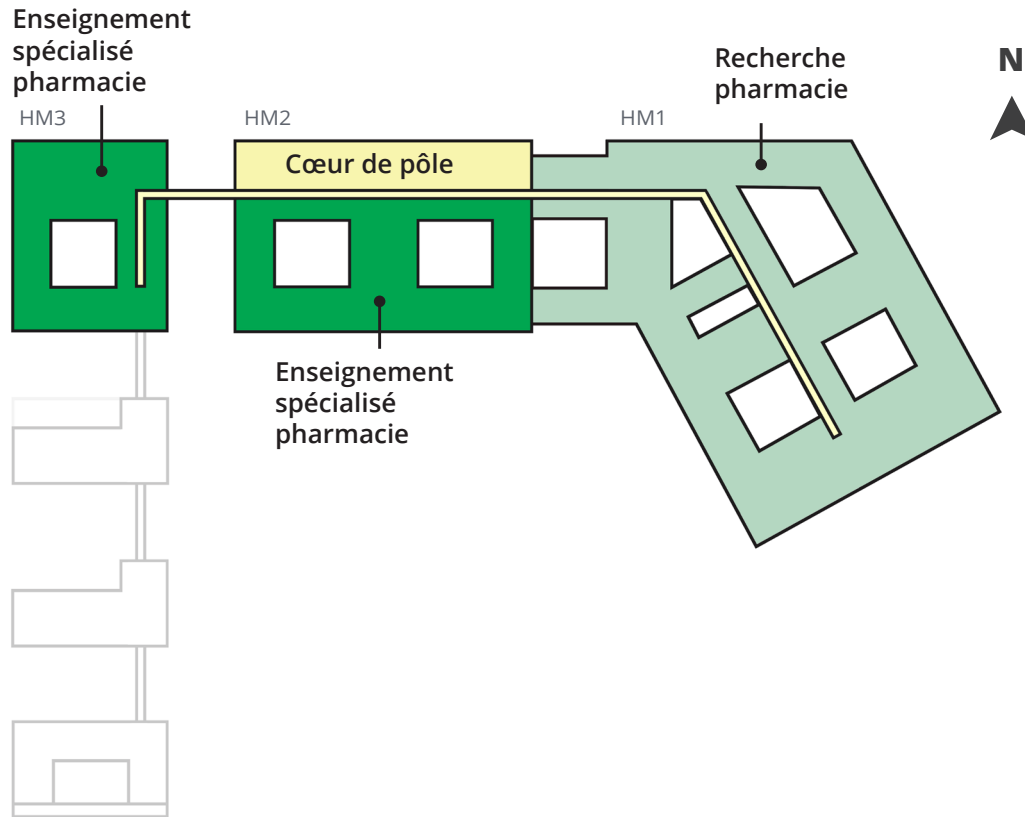 Enseignement
spécialisé
pharmacie
HM3
HM2
Cœur de pôle
HM1
Recherche
pharmacie
N
Enseignement
spécialisé
pharmacie